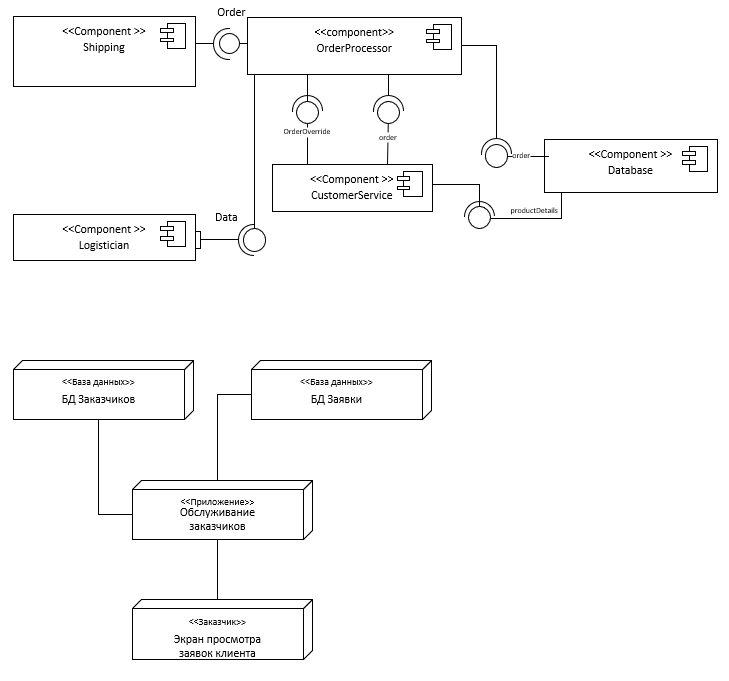 Order
<<Component >>
Shipping
<<component>>
OrderProcessor
OrderOverride
order
order
<<Component >>
Database
<<Component >>
CustomerService
productDetails
Data
<<Component >>
Logistician
<<База данных>>
БД Заказчиков
<<База данных>>
БД Заявки
<<Приложение>>
Обслуживание
заказчиков
<<Заказчик>>
Экран просмотра
заявок клиента